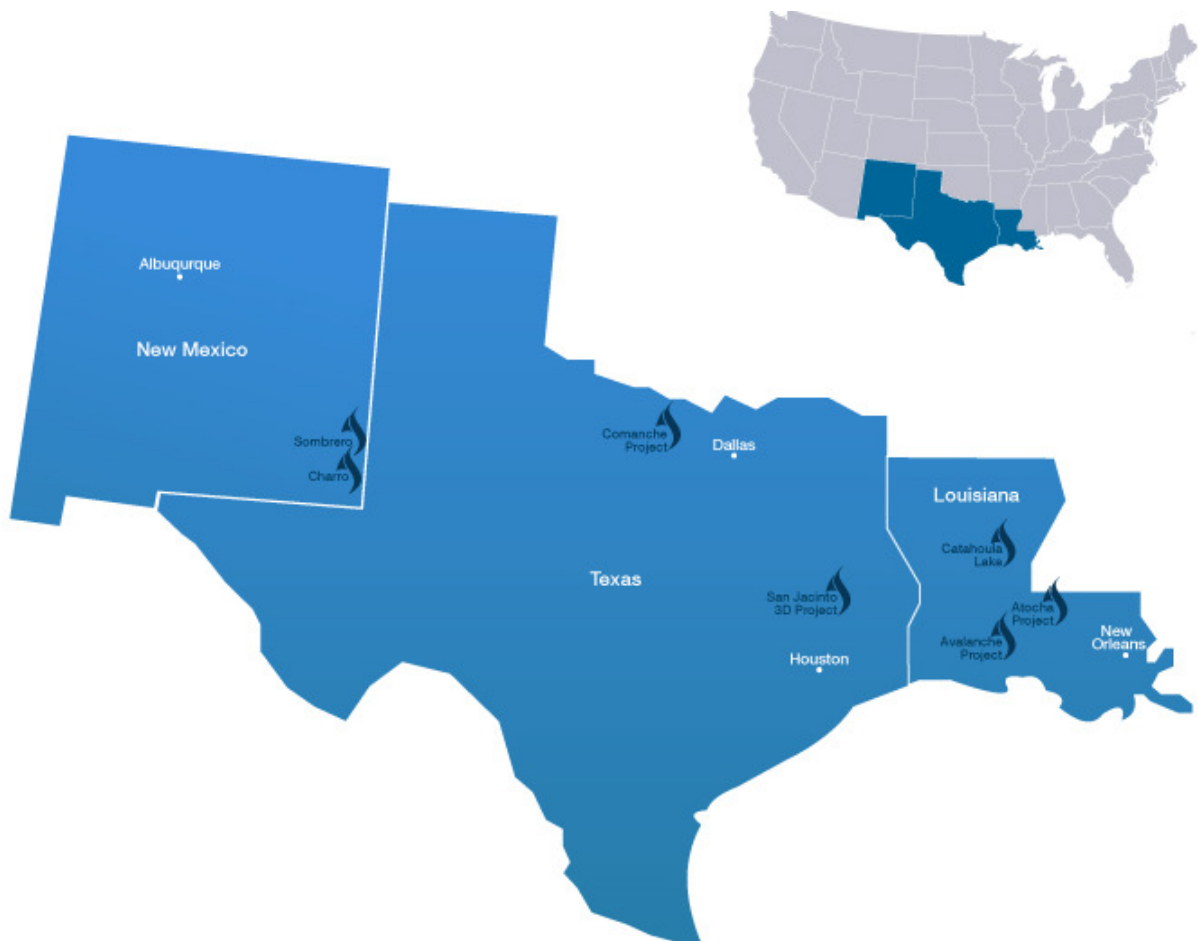 Albuqurque
New Mexico
Sombrero
Charro
Comanche
Project
Dallas
Texas
San Jacinto
3D Project
Houston
Louisiana
Catahoula
Lake
Atocha
Project
Avalanche
Project
New
Orleans